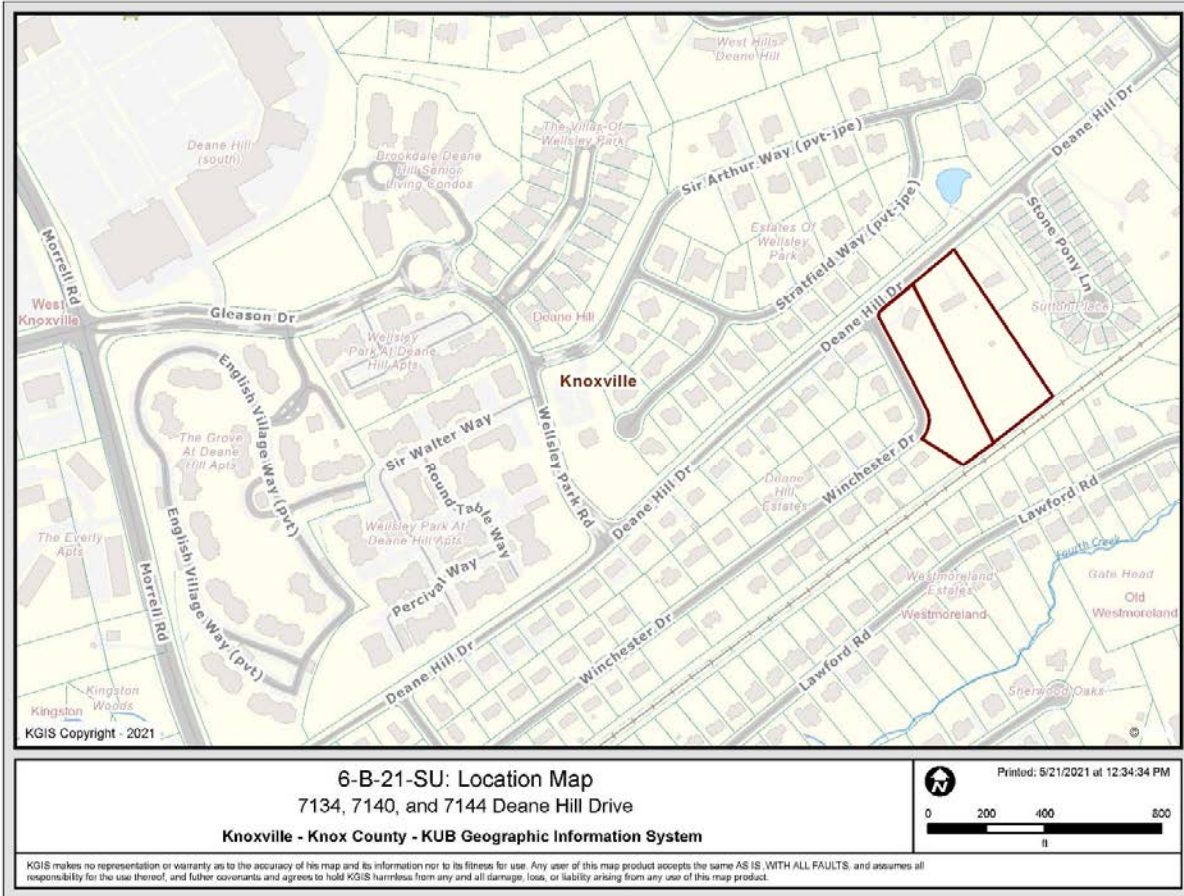 West Hills
Deane Hill
Deane Hill
(south)
Brookdale Deane
Hill Senior
Living Condos
The Villas Of
Wellsley Park
Sir Arthur Way (pvt-jpe)
Deane Hill Dr
Stone Pony Ln
Estates Of
Wellsley
Park
Stratfield Way (pvt-jpe)
Morrell Rd
West
Knoxville
Gleason Dr
Wellsley
Park At Deane
Hill Apts
Deane Hill
Deane Hill Dr
Sutton Place
English Village Way (pvt)
Knoxville
The Grove
At Deane
Hill Apts
Sir Walter Way
Wellsley Park Rd
Round Table Way
Wellsley Park At
Deane Hill Apts
Deane Hill Dr
Deane
Hill
Estates
Winchester Dr
Lawford Rd
The Everly
Apts
English Village Way (pvt)
Percival Way
Fourth Creek
Gate Head
Westmoreland
Estates
Westmoreland
Old
Westmoreland
Morrell Rd
Deane Hill Dr
Winchester Dr
Lawford Rd
Sherwood Oaks
Kingston
Woods
Kingston
KGIS Copyright - 2021
©
6-B-21-SU: Location Map
7134, 7140, and 7144 Deane Hill Drive
Knoxville - Knox County - KUB Geographic Information System
N
Printed: 5/21/2021 at 12:34:34 PM
0 200 400 800
ft
KGIS makes no representation or warranty as to the accuracy of his map and its information nor to its fitness for use. Any user of this map product accepts the same AS IS ,WITH ALL FAULTS, and assumes all
responsibility for the use thereof, and futher covenants and agrees to hold KGIS harmless from any and all damage, loss, or liability arising from any use of this map product.